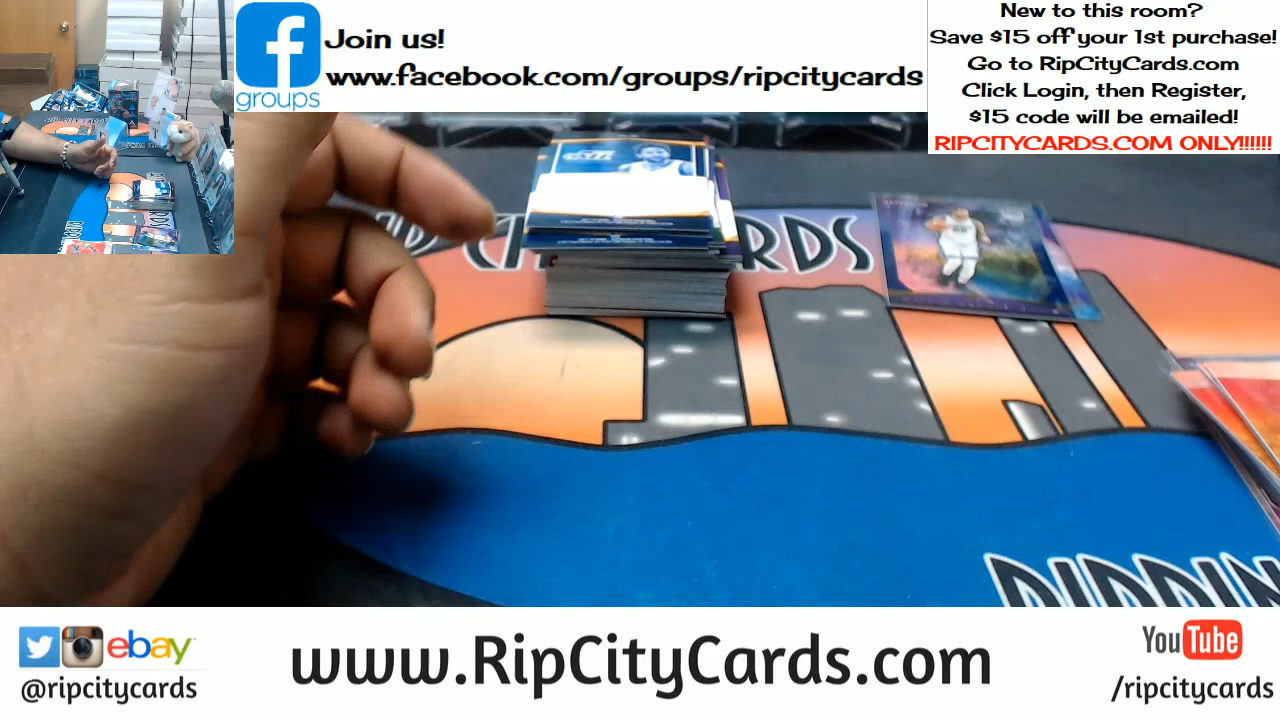 groups
Join us!
www.facebook.com/groups/ripcitycards
New to this room?
Save $15 off your 1st purchase!
Go to RipCityCards.com
Click Login, then Register,
$15 code will be emailed!
RIPCITYCARDS.COM ONLY!!!!!!
ebay
@ripcitycards
www.RipCityCards.com
YouTube
/ripcitycards